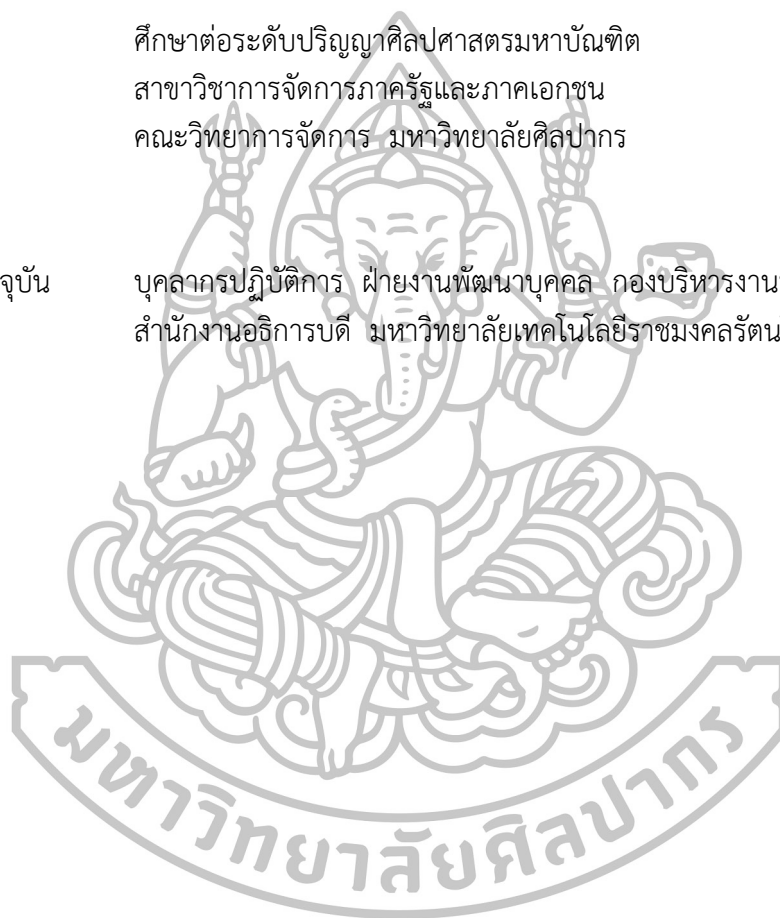 ศึกษาต่อระดับปริญญาศิลปศาสตรมหาบัณฑิต
สาขาวิชาการจัดการภาครัฐและภาคเอกชน
คณะวิทยาการจัดการ มหาวิทยาลัยศิลปากร
จุบัน บุคลากรปฏิบัติการ ฝ่ายงานพัฒนาบุคคล กองบริหารงาน
สำนักงานอธิการบดี มหาวิทยาลัยเทคโนโลยีราชมงคลรัตน
มหาวิทยาลัยศิลปากร